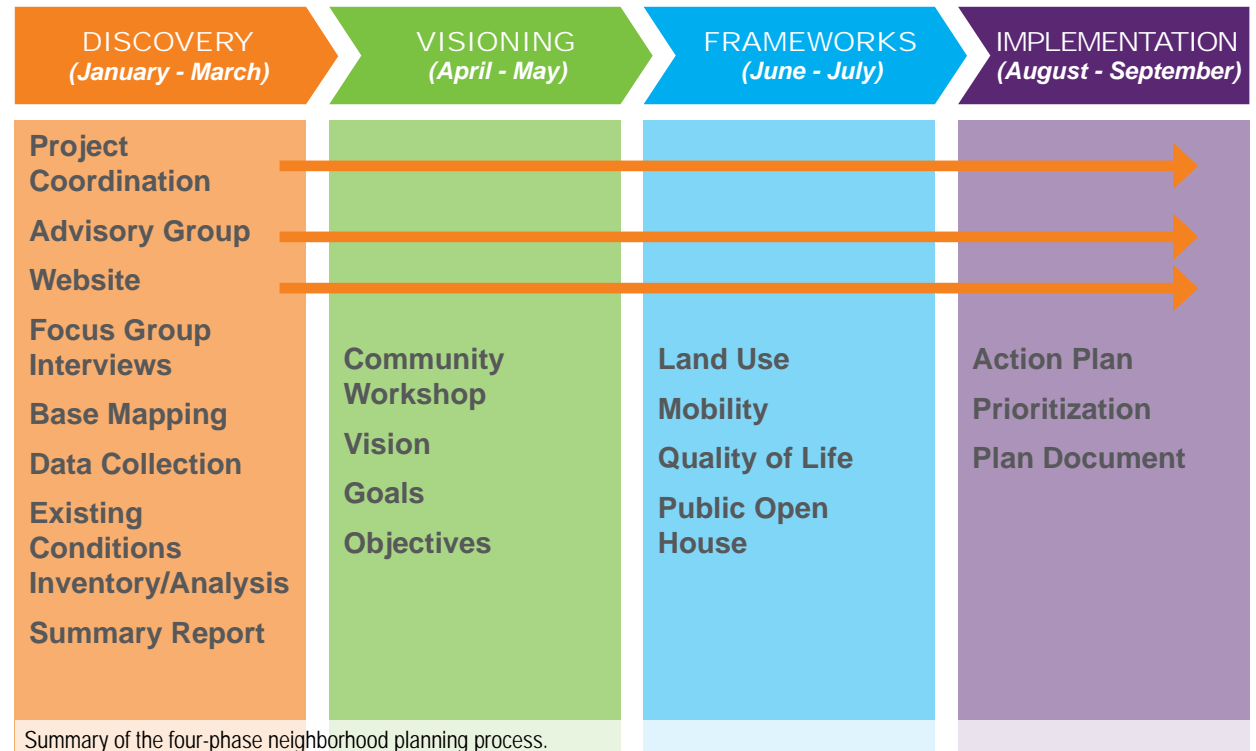 DISCOVERY
(January - March)
VISIONING
(April - May)
FRAMEWORKS
(June - July)
IMPLEMENTATION
(August - September)
Project
Coordination
Advisory Group
Website
Focus Group
Interviews
Base Mapping
Data Collection
Existing
Conditions
Inventory/Analysis
Summary Report
Community
Workshop
Vision
Goals
Objectives
Land Use
Mobility
Quality of Life
Public Open
House
Action Plan
Prioritization
Plan Document
Summary of the four-phase neighborhood planning process.